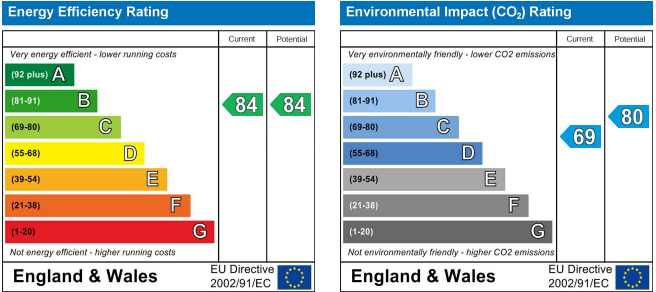 Energy Efficiency Rating
Current Potential
Very energy efficient - lower running costs
(92 plus) A
(81-91) B
(69-80) C
(55-68) D
(39-54) E
(21-38) F
(1-20) G
84 84
Not energy efficient - higher running costs
England & Wales
EU Directive
2002/91/EC
Environmental Impact (CO₂) Rating
Current Potential
Very environmentally friendly - lower CO2 emissions
(92 plus) A
(81-91) B
(69-80) C
(55-68) D
(39-54) E
(21-38) F
(1-20) G
69 80
Not environmentally friendly - higher CO2 emissions
England & Wales
EU Directive
2002/91/EC